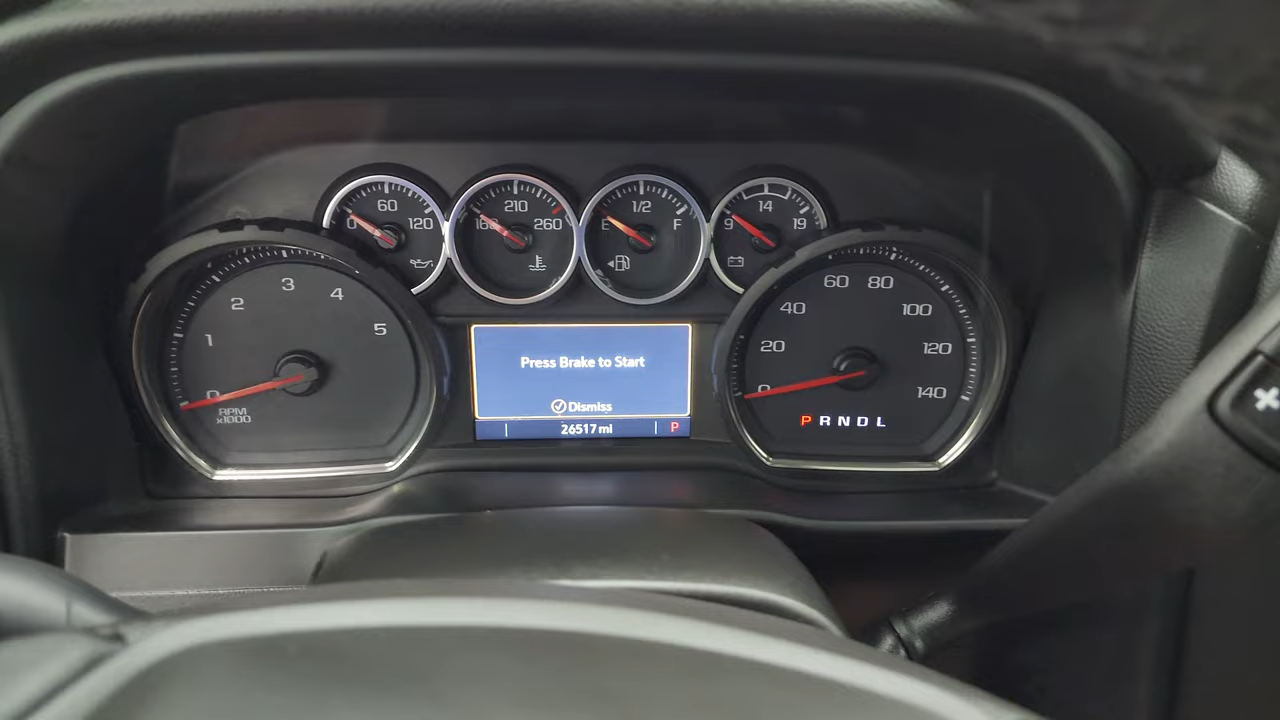 60
0 120
210
160 260
1/2
E F
14
9 19
0 1 2 3 4 5
RPM
x1000
Press Brake to Start
Dismiss
26517 mi P
0 20 40 60 80 100 120 140
P R N D L